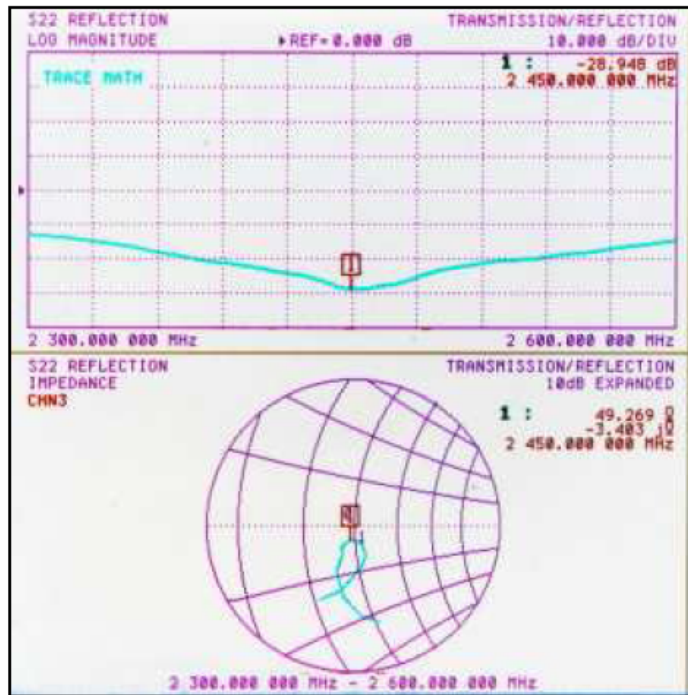 S22 REFLECTION TRANSMISSION/REFLECTION
LOG MAGNITUDE ▶REF= 0.000 dB 10.000 dB/DIV
1 : -28.948 dB
2 450.000 000 MHz
TRACE MATH
1
2 300.000 000 MHz 2 600.000 000 MHz
S22 REFLECTION TRANSMISSION/REFLECTION
IMPEDANCE 10dB EXPANDED
CHN3
1 : 49.269 Ω
-3.403 jΩ
2 450.000 000 MHz
2 300.000 000 MHz - 2 600.000 000 MHz